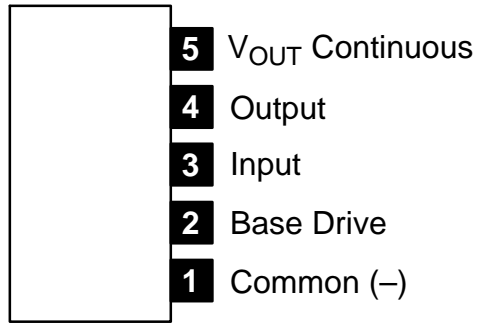 5 VOUT Continuous
4 Output
3 Input
2 Base Drive
1 Common (–)